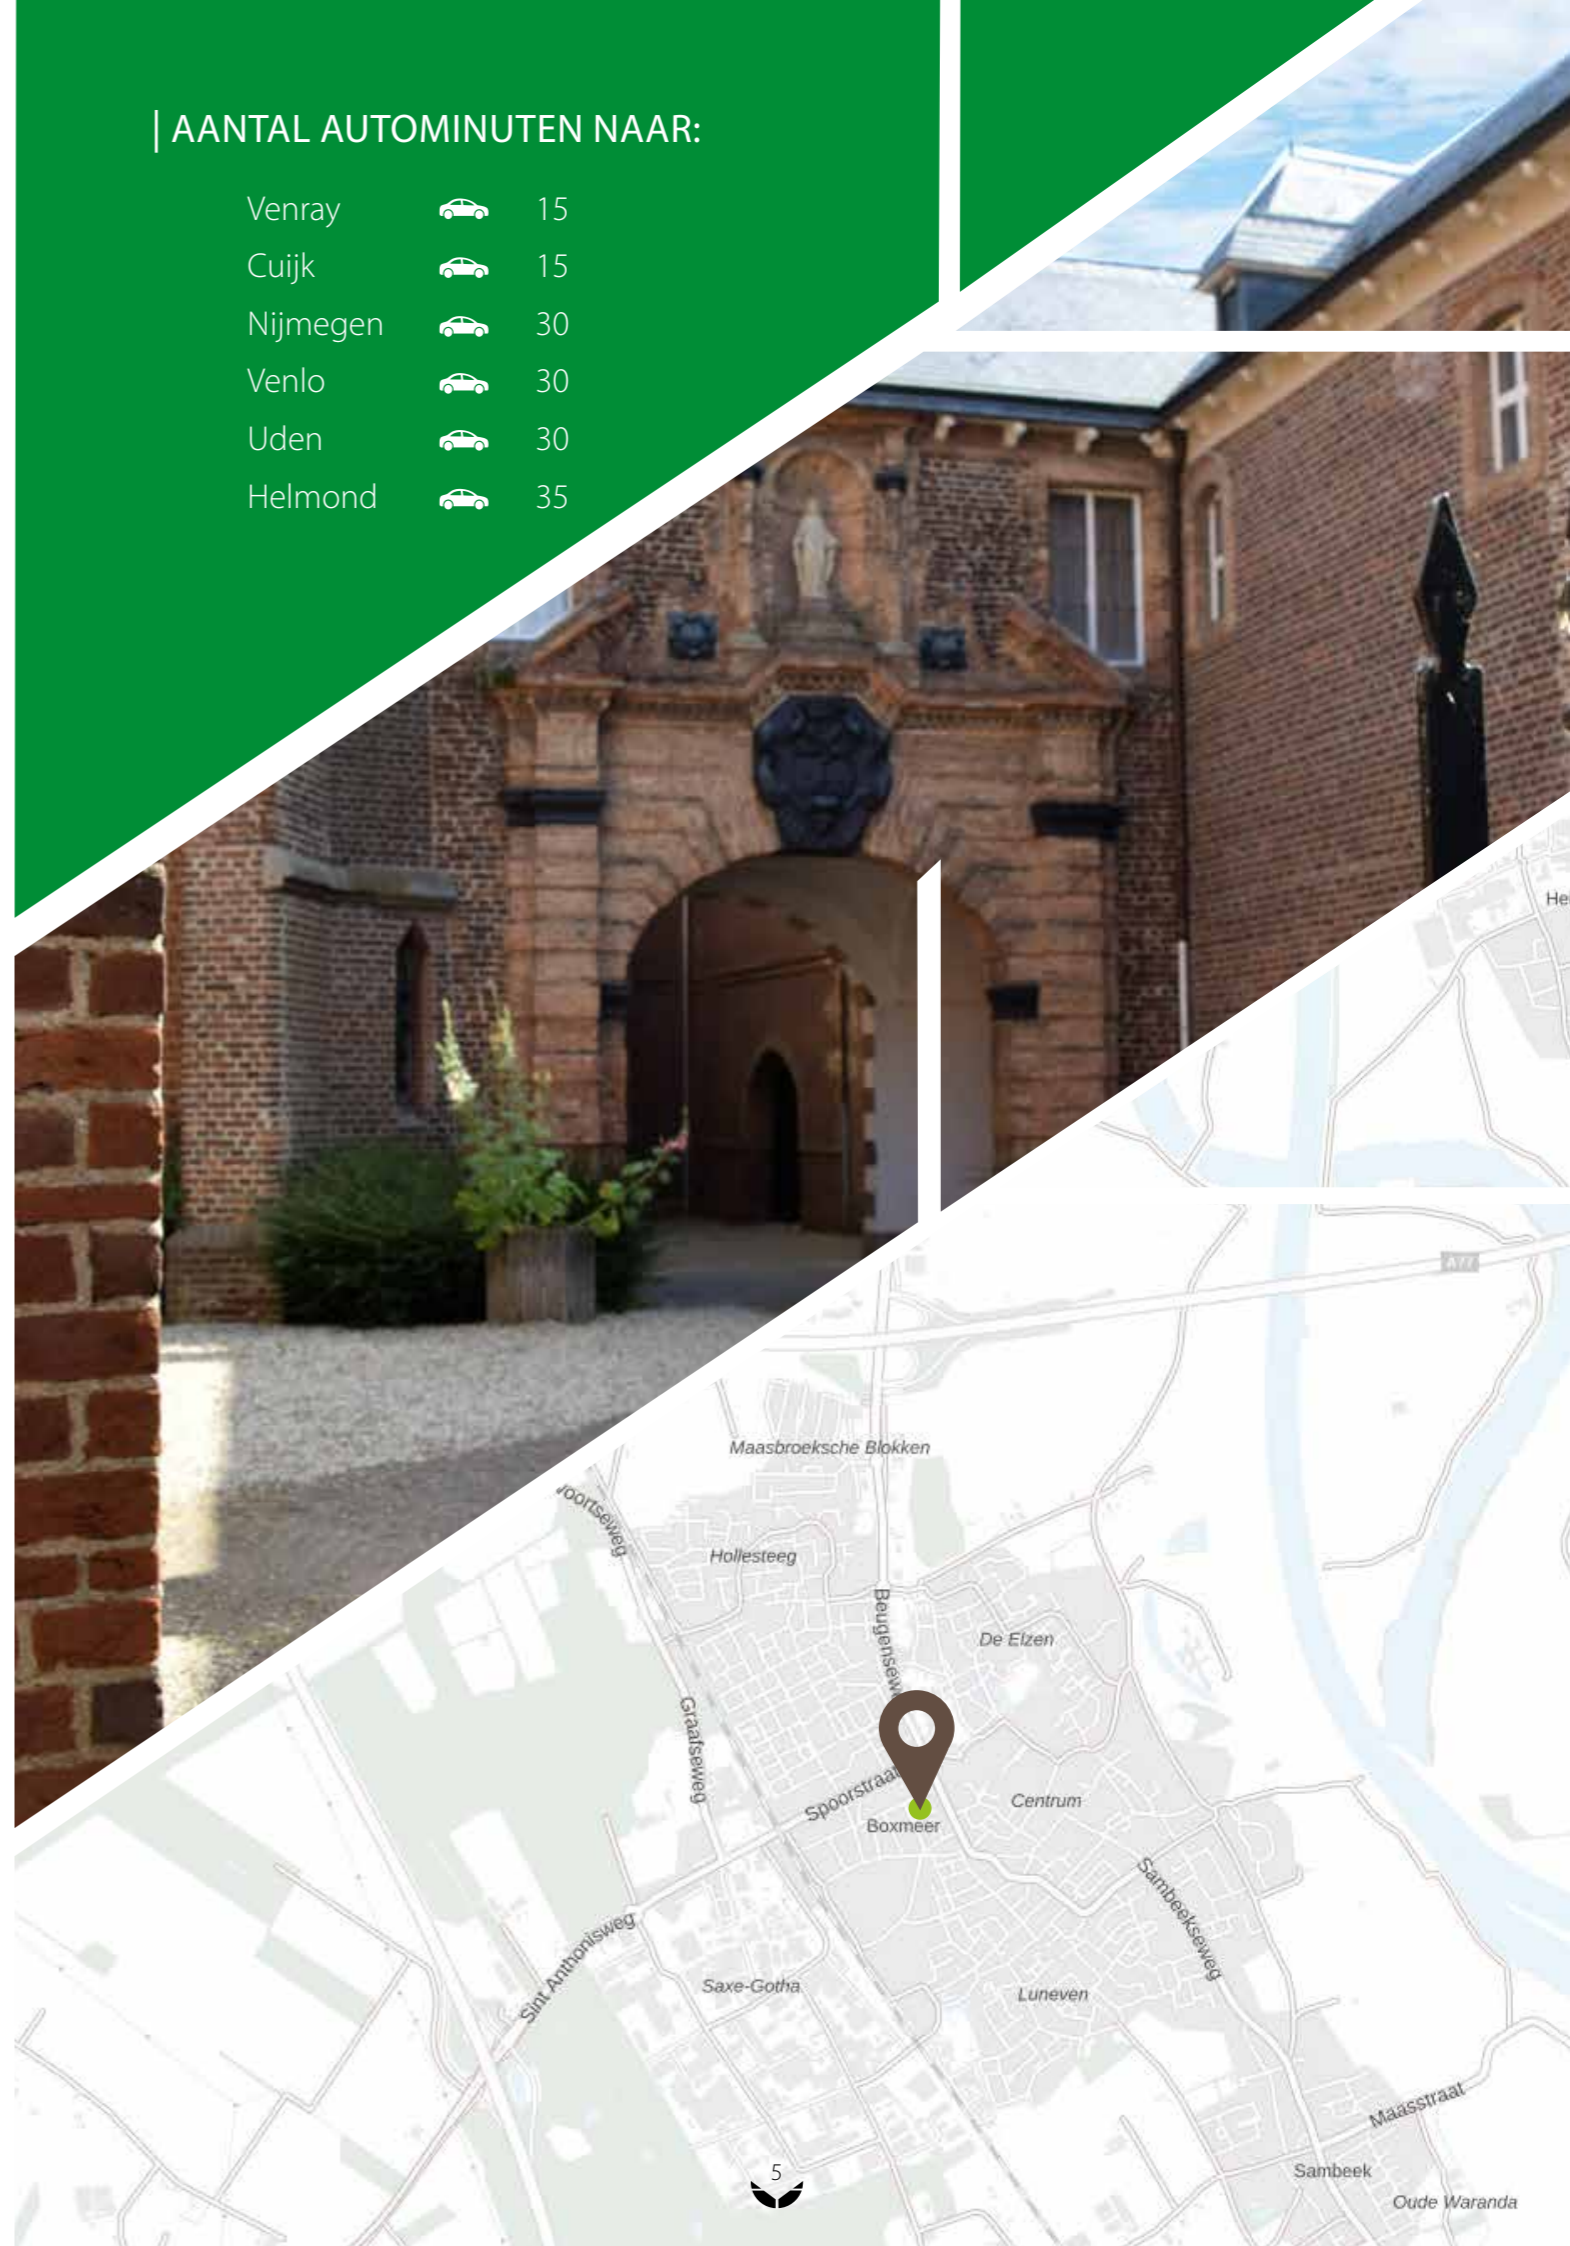 | AANTAL AUTOMINUTEN NAAR:
Venray 15
Cuijk 15
Nijmegen 30
Venlo 30
Uden 30
Helmond 35
A77
Maasbroeksche Blokken
Hollesteeg
Beugensew
De Elzen
Graafseweg
Spoorstraat
Centrum
Boxmeer
Sambeekseweg
Sint Anthonisweg
Saxe-Gotha
Luneven
Maasstraat
Sambeek
Oude Waranda
5